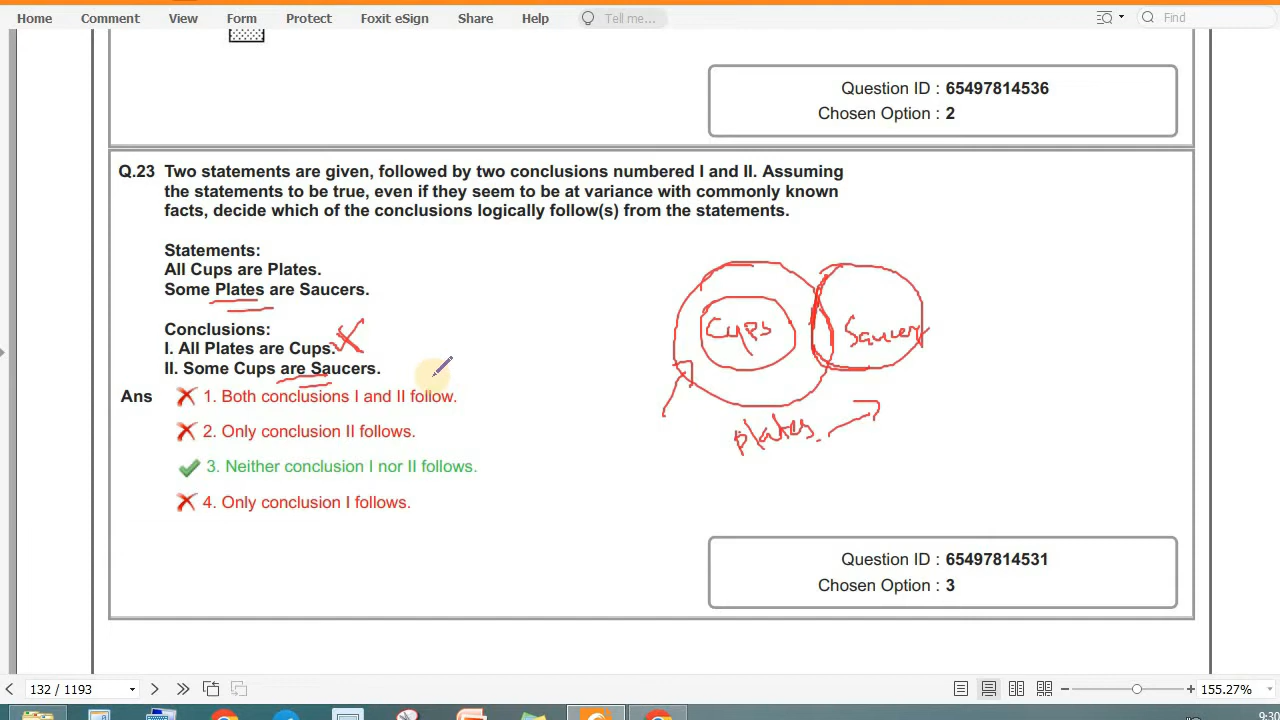 Home Comment View Form Protect Foxit eSign Share Help Tell me... Find
Question ID : 65497814536
Chosen Option : 2
Q.23 Two statements are given, followed by two conclusions numbered I and II. Assuming
the statements to be true, even if they seem to be at variance with commonly known
facts, decide which of the conclusions logically follow(s) from the statements.
Statements:
All Cups are Plates.
Some Plates are Saucers.
Conclusions:
I. All Plates are Cups.
II. Some Cups are Saucers.
Ans 1. Both conclusions I and II follow.
2. Only conclusion II follows.
3. Neither conclusion I nor II follows.
4. Only conclusion I follows.
Cups
Saucers
plates.
Question ID : 65497814531
Chosen Option : 3
132 / 1193
155.27%
9:30